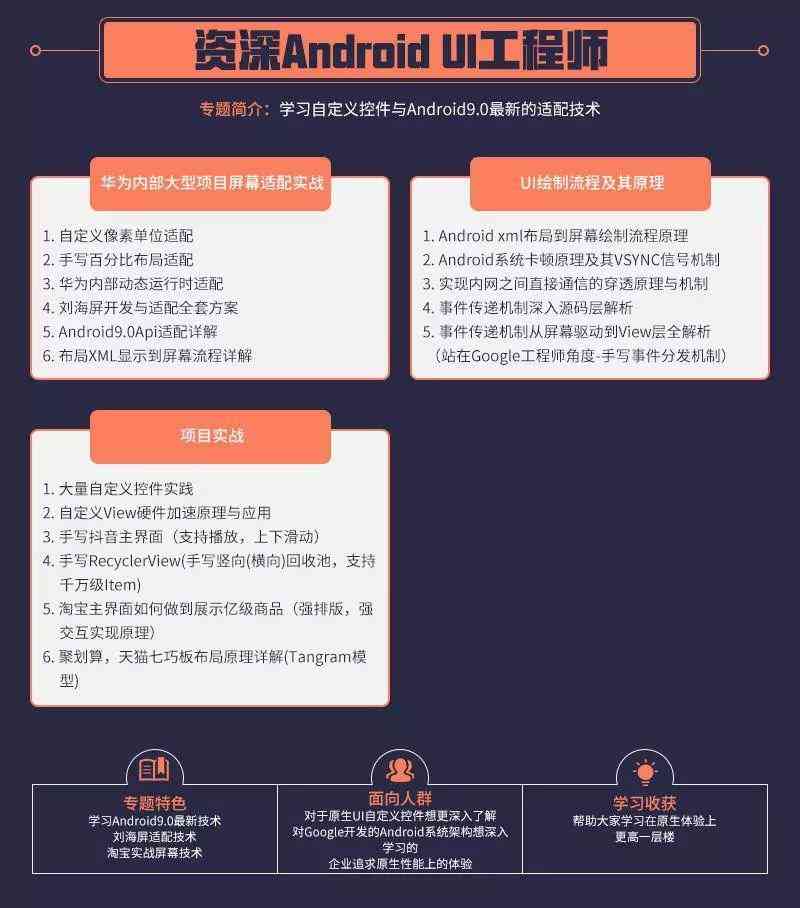 资深Android UI工程师
专题简介：学习自定义控件与Android9.0最新的适配技术
华为内部大型项目屏幕适配实战
1. 自定义像素单位适配
2. 手写百分比布局适配
3. 华为内部动态运行时适配
4. 刘海屏开发与适配全套方案
5. Android9.0Api适配详解
6. 布局XML显示到屏幕流程详解
UI绘制流程及其原理
1. Android xml布局到屏幕绘制流程原理
2. Android系统卡顿原理及其VSYNC信号机制
3. 实现内网之间直接通信的穿透原理与机制
4. 事件传递机制深入源码层解析
5. 事件传递机制从屏幕驱动到View层全解析
（站在Google工程师角度-手写事件分发机制）
项目实战
1. 大量自定义控件实践
2. 自定义View硬件加速原理与应用
3. 手写抖音主界面（支持播放，上下滑动）
4. 手写RecyclerView(手写竖向(横向)回收池，支持
千万级Item)
5. 淘宝主界面如何做到展示亿级商品（强排版，强
交互实现原理）
6. 聚划算，天猫七巧板布局原理详解(Tangram模
型)
专题特色
学习Android9.0最新技术
刘海屏适配技术
淘宝实战屏幕技术
面向人群
对于原生UI自定义控件想更深入了解
对Google开发的Android系统架构想深入
学习的
企业追求原生性能上的体验
学习收获
帮助大家学习在原生体验上
更高一层楼